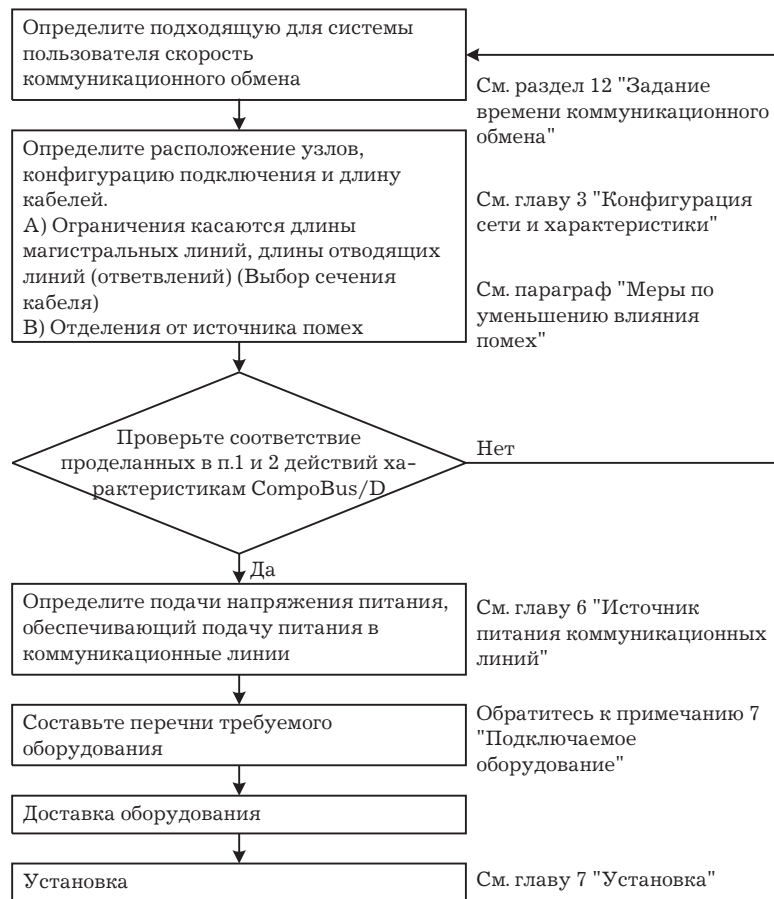 Определите подходящую для системы
пользователя скорость
коммуникационного обмена
См. раздел 12 "Задание
времени коммуникационного
обмена"
Определите расположение узлов,
конфигурацию подключения и длину
кабелей.
А) Ограничения касаются длины
магистральных линий, длины отводящих
линий (ответвлений) (Выбор сечения
кабеля)
В) Отделения от источника помех
См. главу 3 "Конфигурация
сети и характеристики"
См. параграф "Меры по
уменьшению влияния
помех"
Проверьте соответствие
проделанных в п.1 и 2 действий ха-
рактеристикам CompoBus/D
Нет
Да
Определите подачи напряжения питания,
обеспечивающий подачу питания в
коммуникационные линии
См. главу 6 "Источник
питания коммуникационных
линий"
Составьте перечни требуемого
оборудования
Обратитесь к примечанию 7
"Подключаемое
оборудование"
Доставка оборудования
Установка
См. главу 7 "Установка"